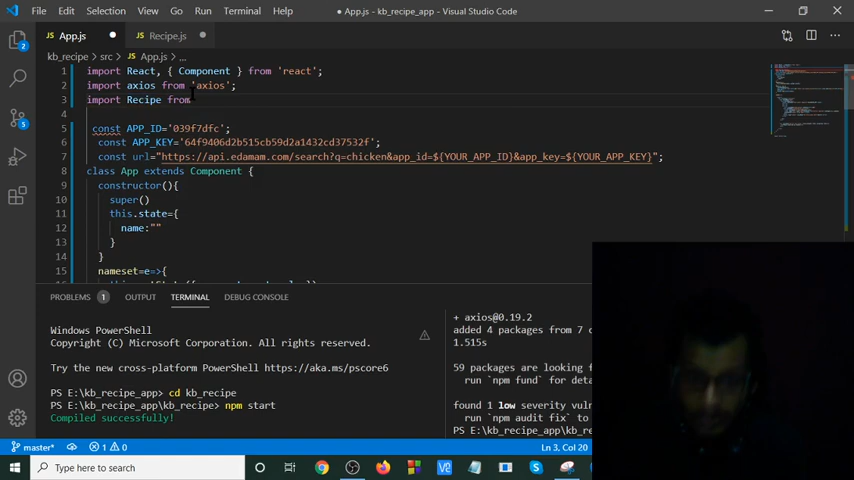 File Edit Selection View Go Run Terminal Help
● App.js - kb_recipe_app - Visual Studio Code
App.js ● Recipe.js ●
kb_recipe > src > App.js > ...
1 import React, { Component } from 'react';
2 import axios from 'axios';
3 import Recipe from
4
5 const APP_ID='039f7dfc';
6 const APP_KEY='64f9406d2b515cb59d2a1432cd37532f';
7 const url="https://api.edamam.com/search?q=chicken&app_id=${YOUR_APP_ID}&app_key=${YOUR_APP_KEY}";
8 class App extends Component {
9 constructor(){
10 super()
11 this.state={
12 name:""
13 }
14 }
15 nameset=e=>{
PROBLEMS 1 OUTPUT TERMINAL DEBUG CONSOLE
Windows PowerShell
Copyright (C) Microsoft Corporation. All rights reserved.
Try the new cross-platform PowerShell https://aka.ms/pscore6
PS E:\kb_recipe_app> cd kb_recipe
PS E:\kb_recipe_app\kb_recipe> npm start
Compiled successfully!
+ axios@0.19.2
added 4 packages from 7 c
1.515s
59 packages are looking f
run `npm fund` for deta
found 1 low severity vuln
run `npm audit fix` to
PS E:\kb_recipe_app\kb_re
2
master* 1 0 Ln 3, Col 20
Type here to search